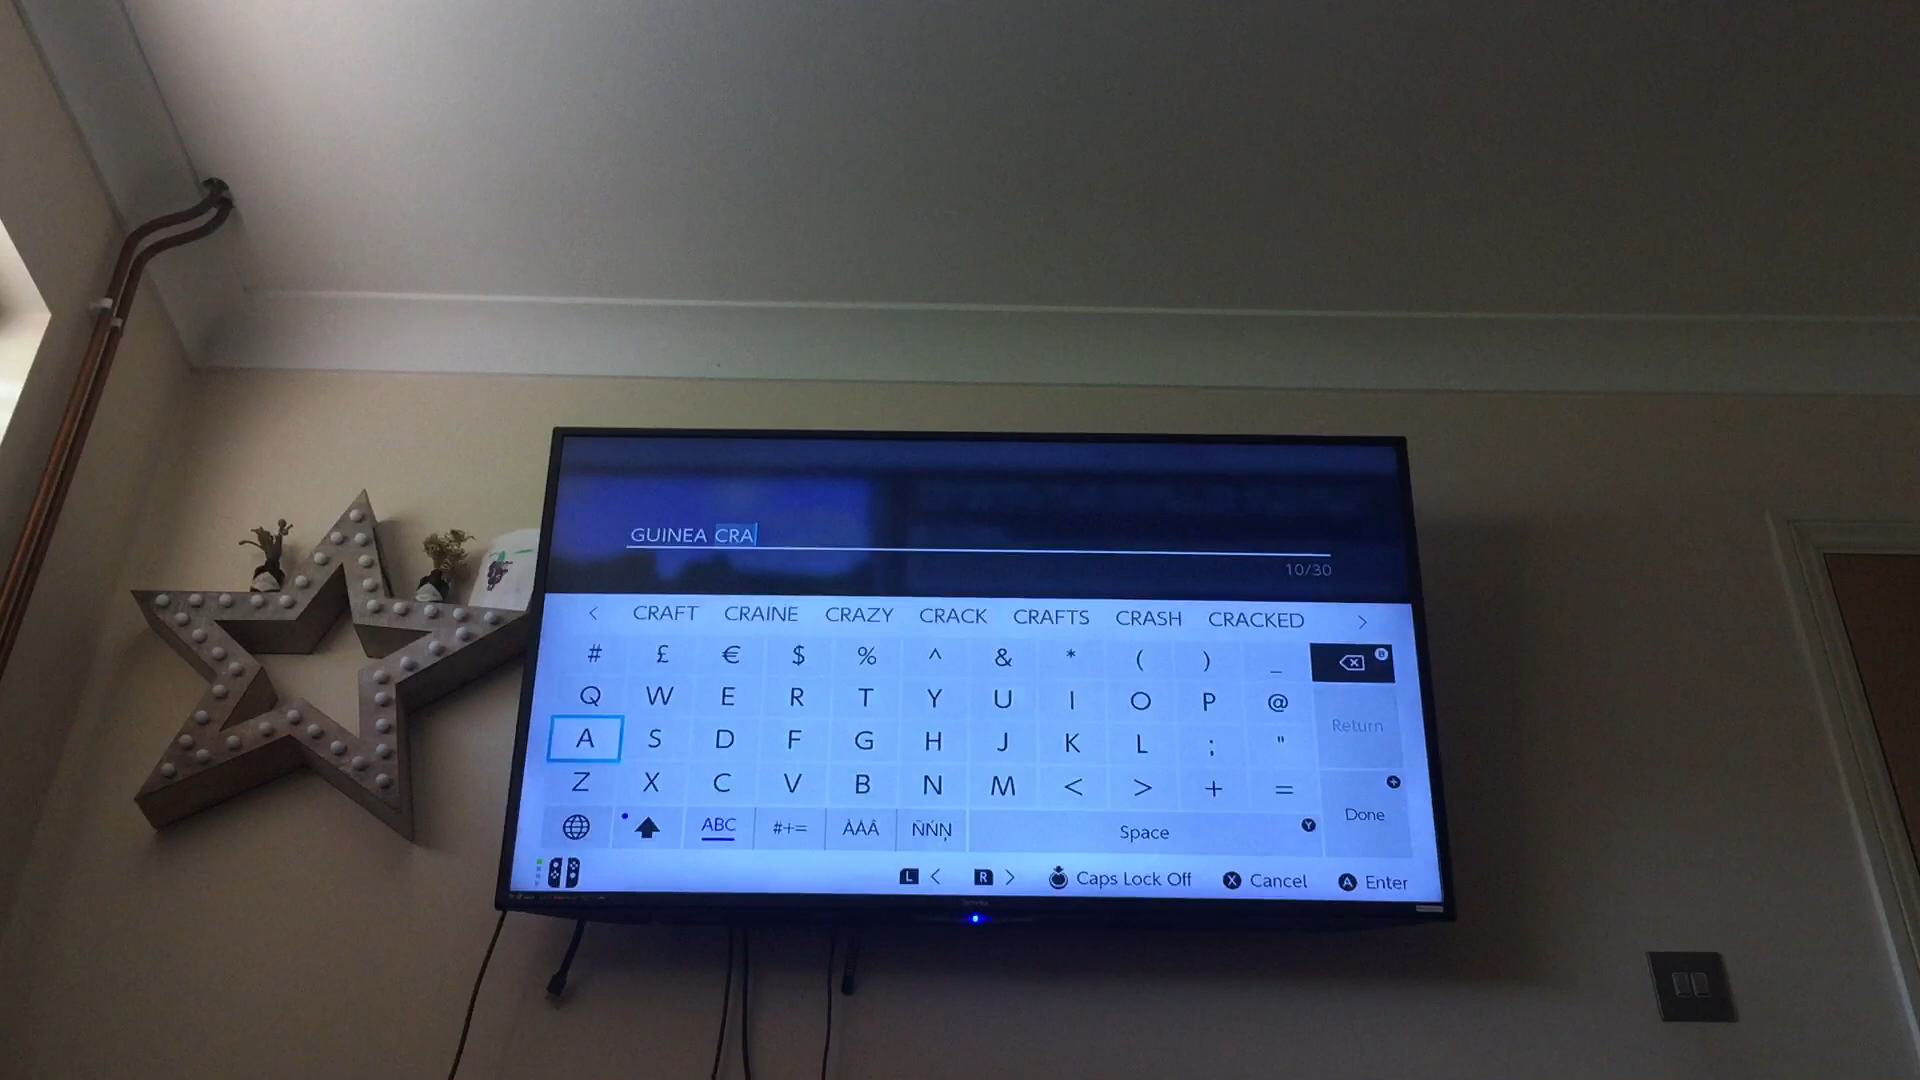 GUINEA CRA
10/30
< CRAFT CRAINE CRAZY CRACK CRAFTS CRASH CRACKED >
# £ € $ % ^ & * ( ) _ B
Q W E R T Y U I O P @ Return
A S D F G H J K L ; "
Z X C V B N M < > + = Done
ABC #+= ÀÁÂ ÑŃŅ Space Y
L < R > Caps Lock Off X Cancel A Enter